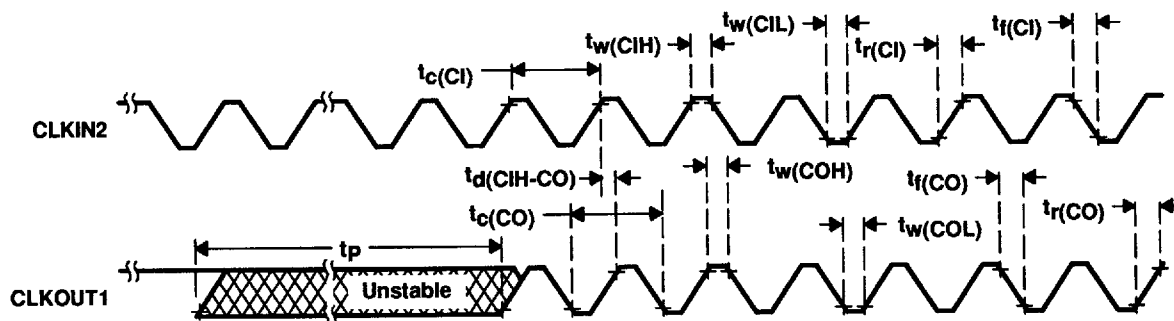 tw(CIH)
tw(CIL)
tr(CI)
tf(CI)
tc(CI)
CLKIN2
td(CIH-CO)
tw(COH)
tf(CO)
tc(CO)
tr(CO)
tw(COL)
tp
CLKOUT1
Unstable